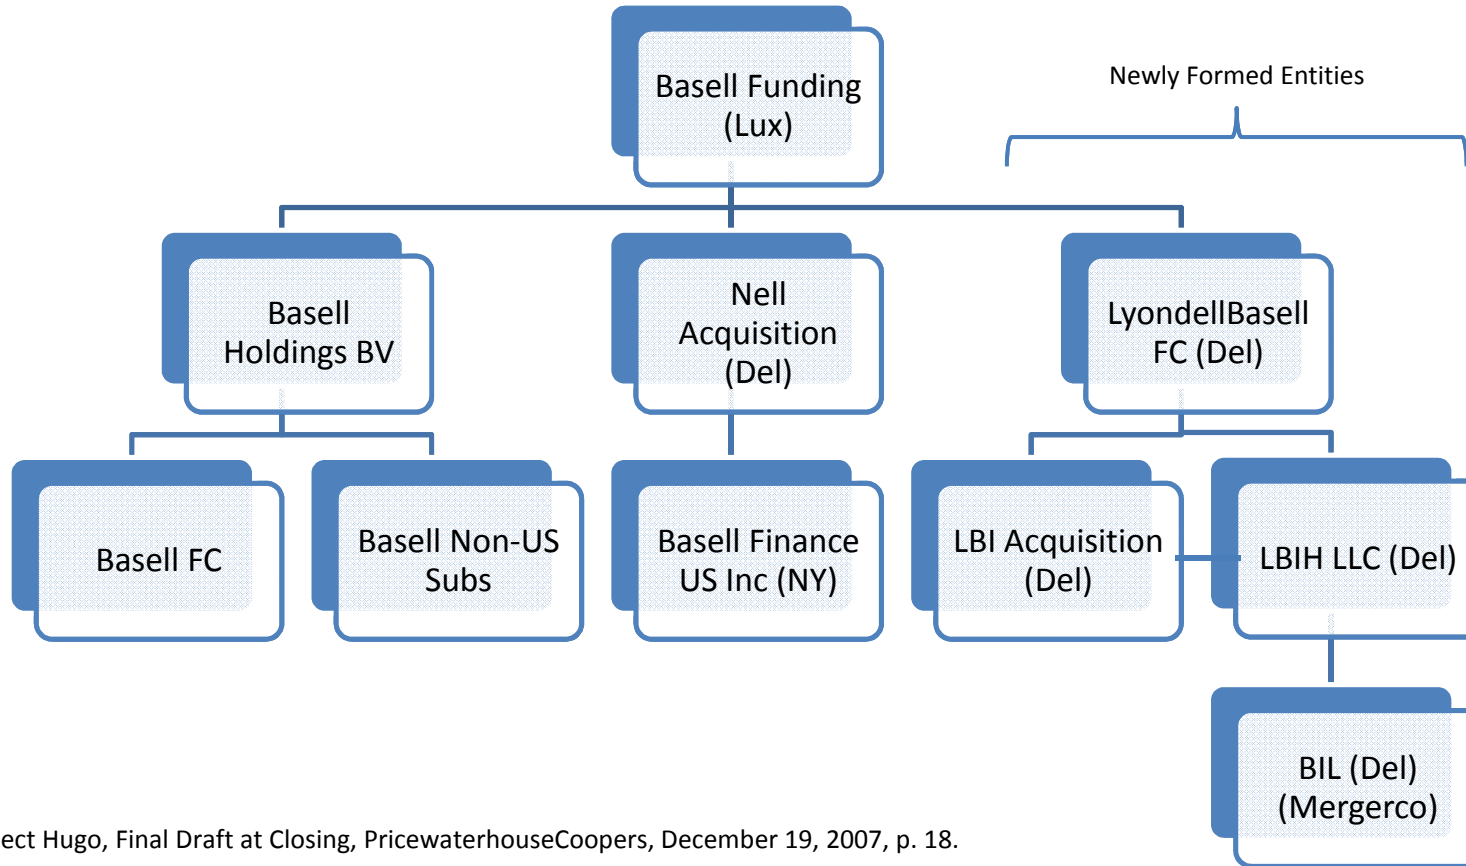 Basell Funding
(Lux)
Newly Formed Entities
Basell
Holdings BV
Nell
Acquisition
(Del)
LyondellBasell
FC (Del)
Basell FC
Basell Non-US
Subs
Basell Finance
US Inc (NY)
LBI Acquisition
(Del)
LBIH LLC (Del)
BIL (Del)
(Mergerco)
ect Hugo, Final Draft at Closing, PricewaterhouseCoopers, December 19, 2007, p. 18.